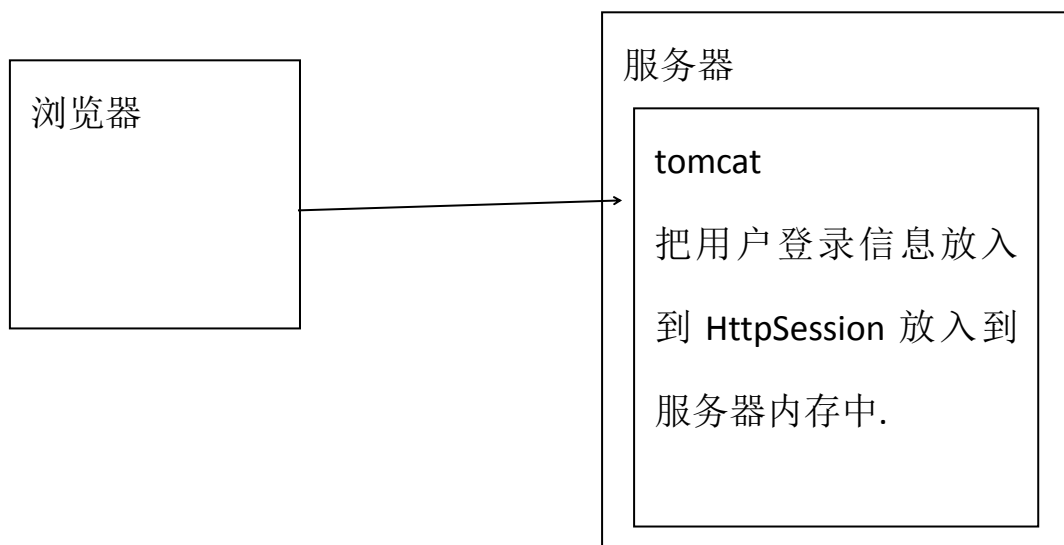 浏览器
服务器
tomcat
把用户登录信息放入
到 HttpSession 放入到
服务器内存中.